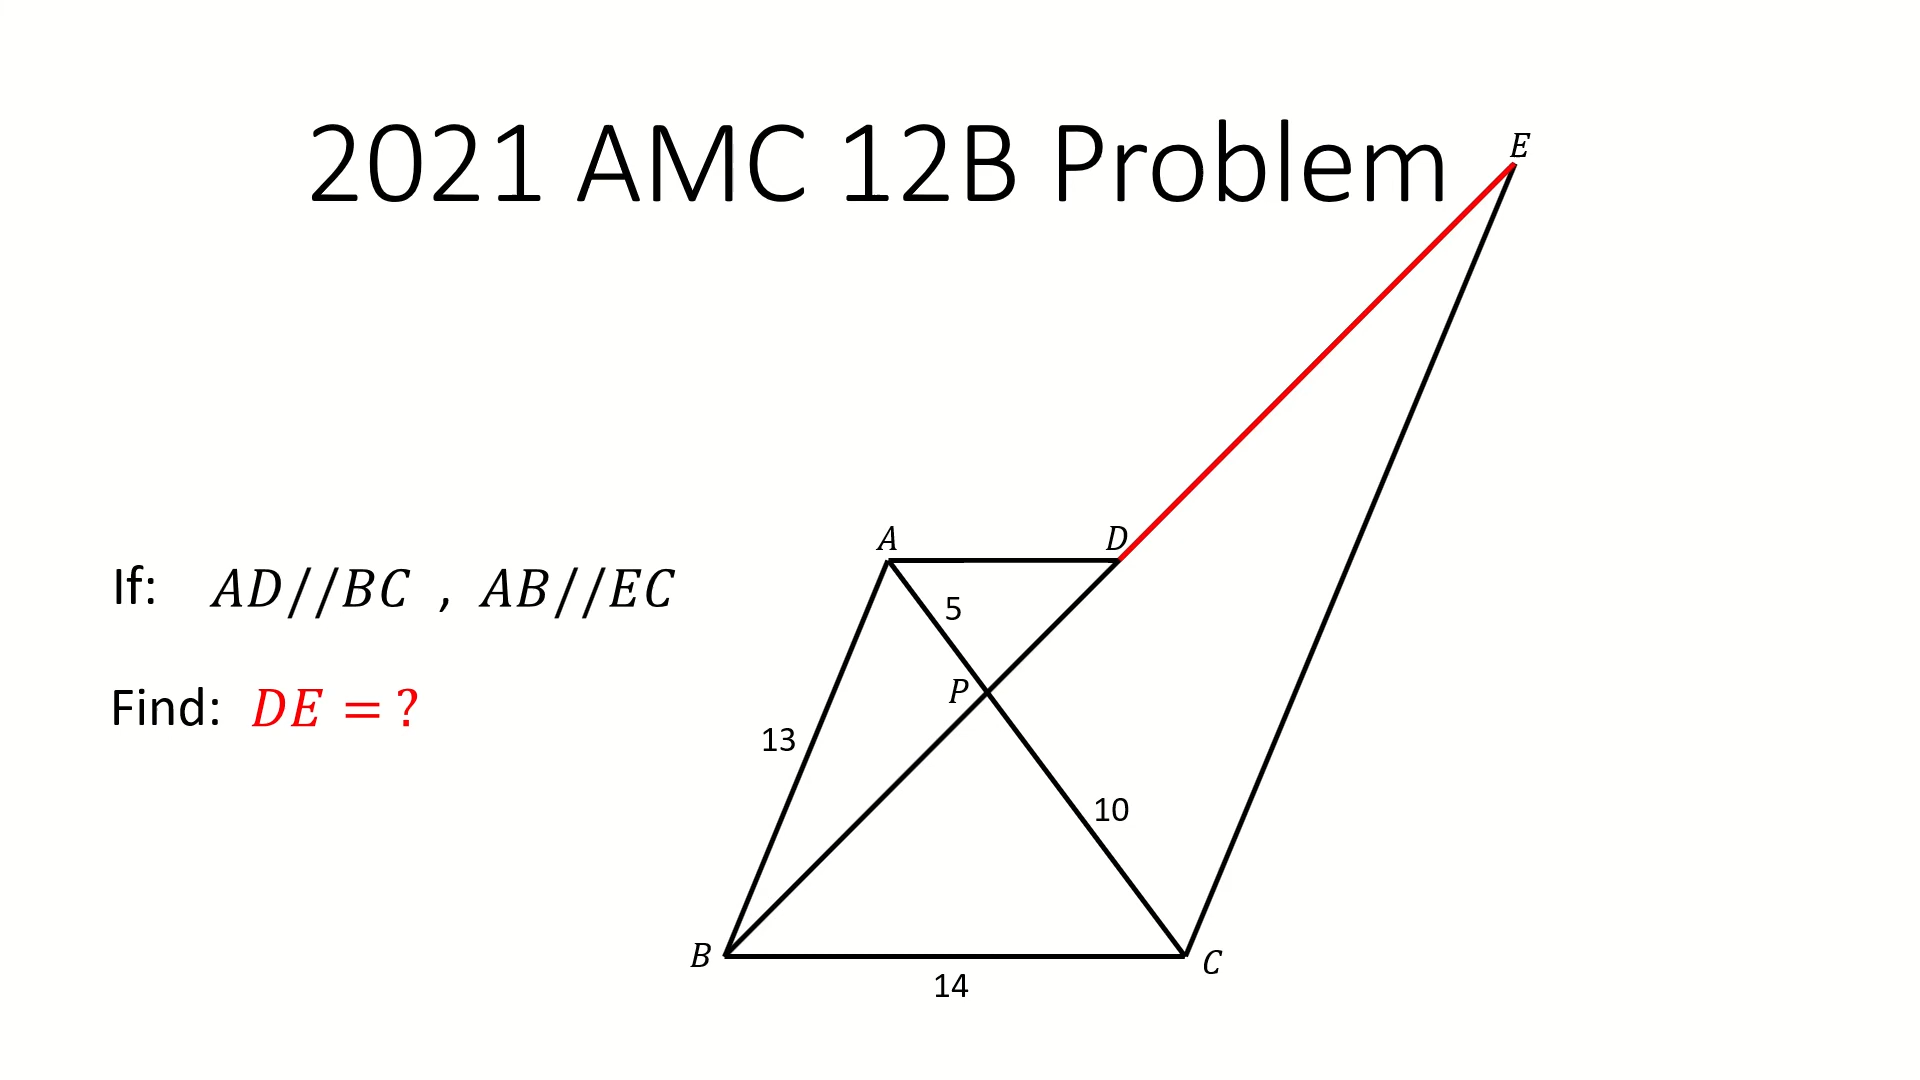 2021 AMC 12B Problem
E
A
D
If: AD//BC , AB//EC
5
P
Find: DE = ?
13
10
B
C
14